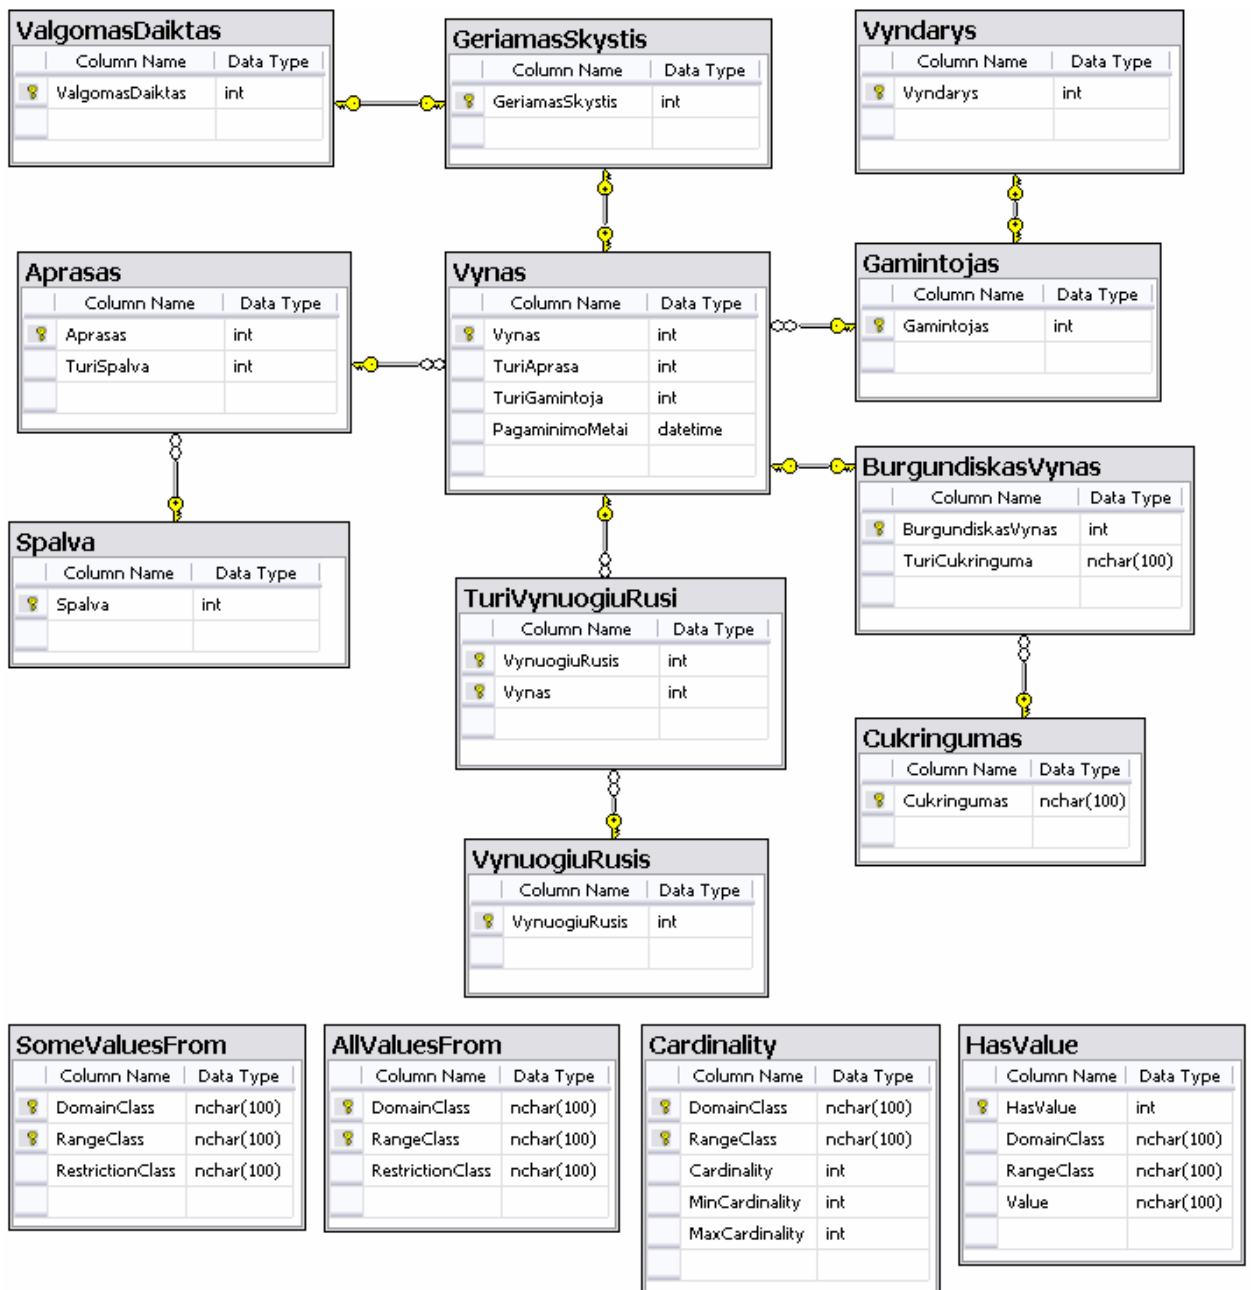 ValgomasDaiktas
Column Name Data Type
ValgomasDaiktas int
GeriamasSkystis
Column Name Data Type
GeriamasSkystis int
Vyndarys
Column Name Data Type
Vyndarys int
Aprasas
Column Name Data Type
Aprasas int
TuriSpalva int
Vynas
Column Name Data Type
Vynas int
TuriAprasa int
TuriGamintoja int
PagaminimoMetai datetime
Gamintojas
Column Name Data Type
Gamintojas int
BurgundiskasVynas
Column Name Data Type
BurgundiskasVynas int
TuriCukringuma nchar(100)
Spalva
Column Name Data Type
Spalva int
TuriVynuogiuRusi
Column Name Data Type
VynuogiuRusis int
Vynas int
Cukringumas
Column Name Data Type
Cukringumas nchar(100)
VynuogiuRusis
Column Name Data Type
VynuogiuRusis int
SomeValuesFrom
Column Name Data Type
DomainClass nchar(100)
RangeClass nchar(100)
RestrictionClass nchar(100)
AllValuesFrom
Column Name Data Type
DomainClass nchar(100)
RangeClass nchar(100)
RestrictionClass nchar(100)
Cardinality
Column Name Data Type
DomainClass nchar(100)
RangeClass nchar(100)
Cardinality int
MinCardinality int
MaxCardinality int
HasValue
Column Name Data Type
HasValue int
DomainClass nchar(100)
RangeClass nchar(100)
Value nchar(100)